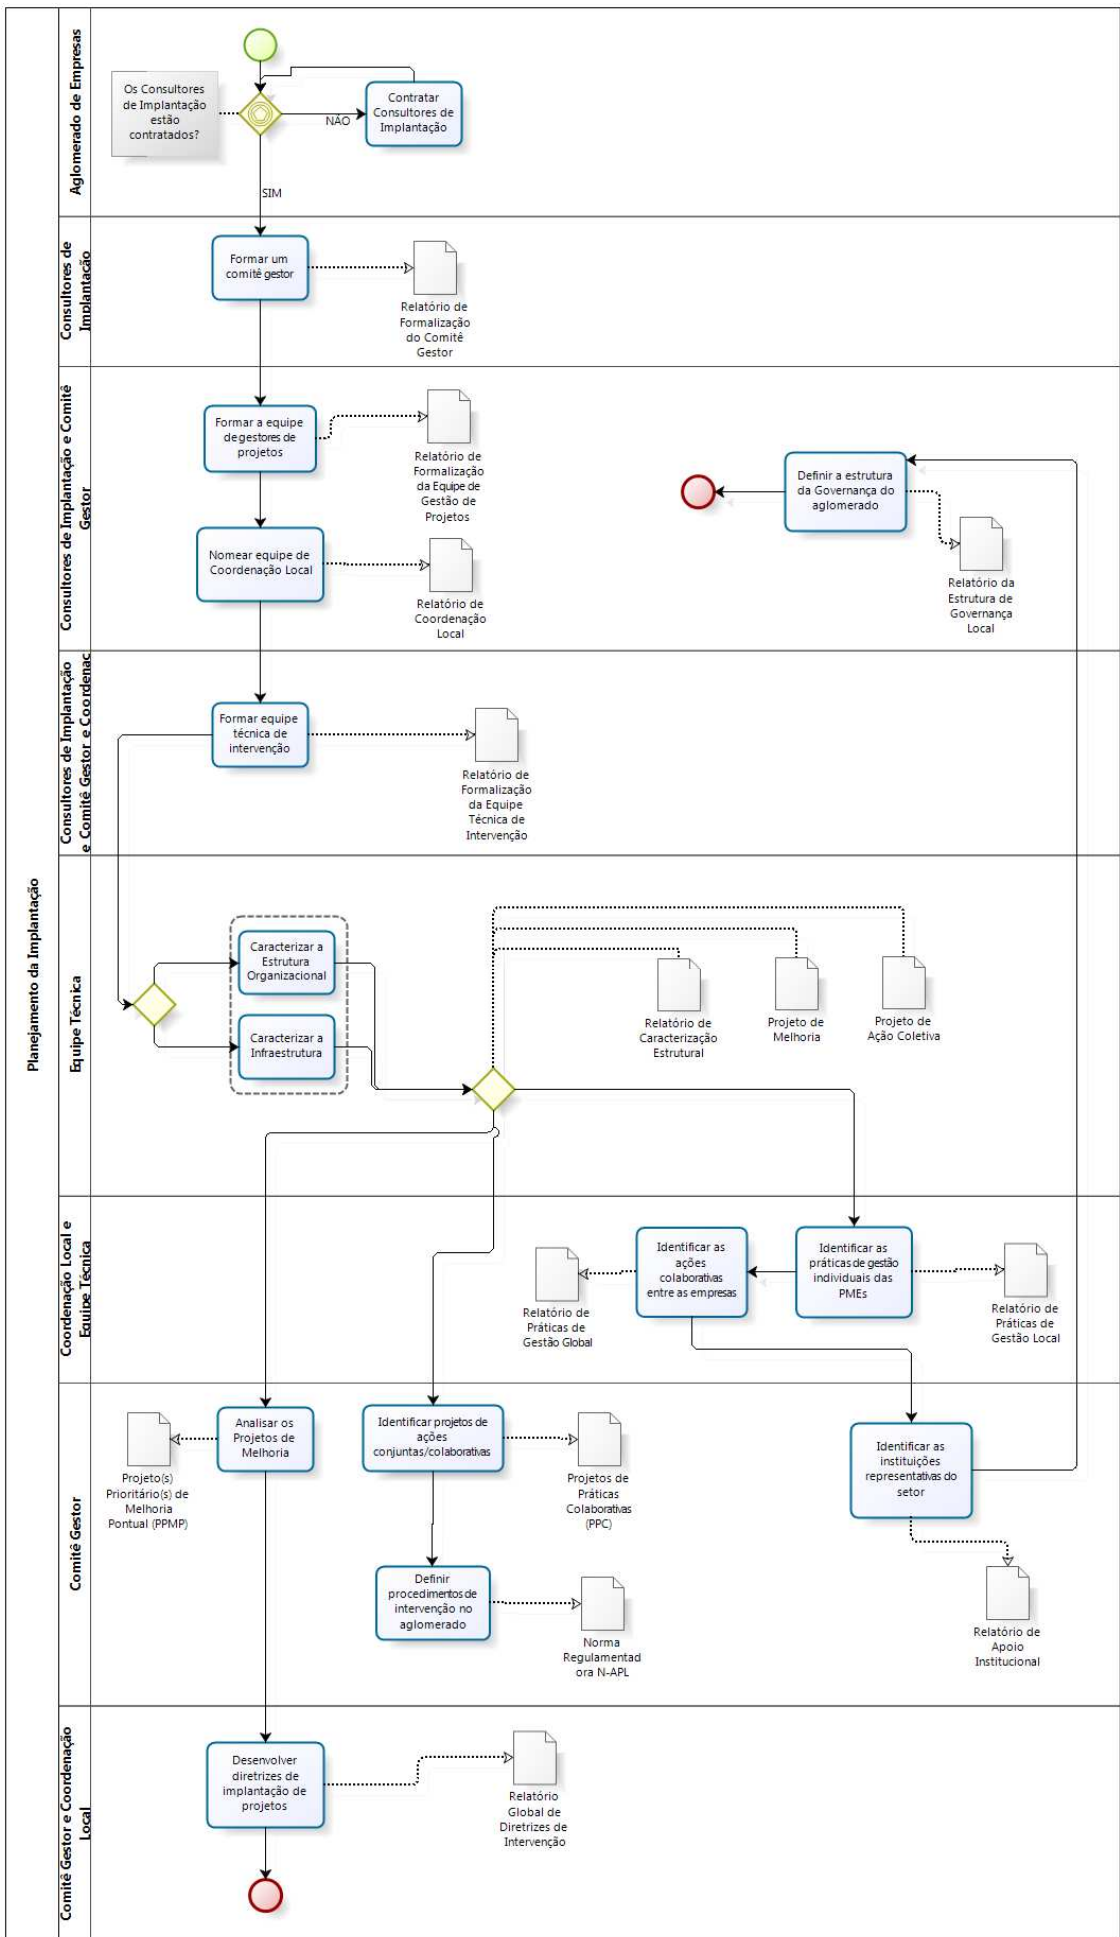 Planejamento da Implantação
Aglomerado de Empresas
Os Consultores
de Implantação
estão
contratados?
NÃO
Contratar
Consultores de
Implantação
SIM
Consultores de
Implantação
Formar um
comitê gestor
Relatório de
Formalização
do Comitê
Gestor
Consultores de Implantação e Comitê
Gestor
Formar a equipe
de gestores de
projetos
Relatório de
Formalização
da Equipe de
Gestão de
Projetos
Definir a estrutura
da Governança do
aglomerado
Relatório da
Estrutura de
Governança
Local
Nomear equipe de
Coordenação Local
Relatório de
Coordenação
Local
Consultores de Implantação
e Comitê Gestor e Coordenac
Formar equipe
técnica de
intervenção
Relatório de
Formalização
da Equipe
Técnica de
Intervenção
Equipe Técnica
Caracterizar a
Estrutura
Organizacional
Caracterizar a
Infraestrutura
Relatório de
Caracterização
Estrutural
Projeto de
Melhoria
Projeto de
Ação Coletiva
Coordenação Local e
Equipe Técnica
Relatório de
Práticas de
Gestão Global
Identificar as
ações
colaborativas
entre as empresas
Identificar as
práticas de gestão
individuais das
PMEs
Relatório de
Práticas de
Gestão Local
Comitê Gestor
Projeto(s)
Prioritário(s) de
Melhoria
Pontual (PPMP)
Analisar os
Projetos de
Melhoria
Identificar projetos de
ações
conjuntas/colaborativas
Projetos de
Práticas
Colaborativas
(PPC)
Identificar as
instituições
representativas do
setor
Definir
procedimentos de
intervenção no
aglomerado
Norma
Regulamentad
ora N-APL
Relatório de
Apoio
Institucional
Comitê Gestor e Coordenação
Local
Desenvolver
diretrizes de
implantação de
projetos
Relatório
Global de
Diretrizes de
Intervenção